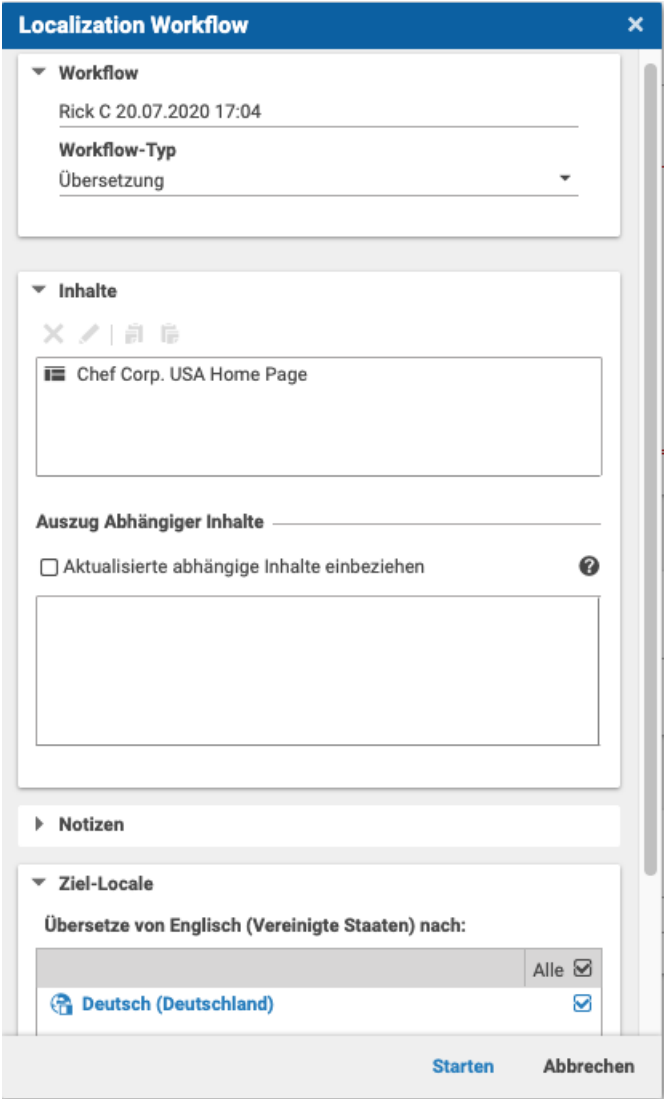 Localization Workflow
Workflow
Rick C 20.07.2020 17:04
Workflow-Typ
Übersetzung
Inhalte
Chef Corp. USA Home Page
Auszug Abhängiger Inhalte
Aktualisierte abhängige Inhalte einbeziehen
Notizen
Ziel-Locale
Übersetze von Englisch (Vereinigte Staaten) nach:
Alle
Deutsch (Deutschland)
Starten Abbrechen